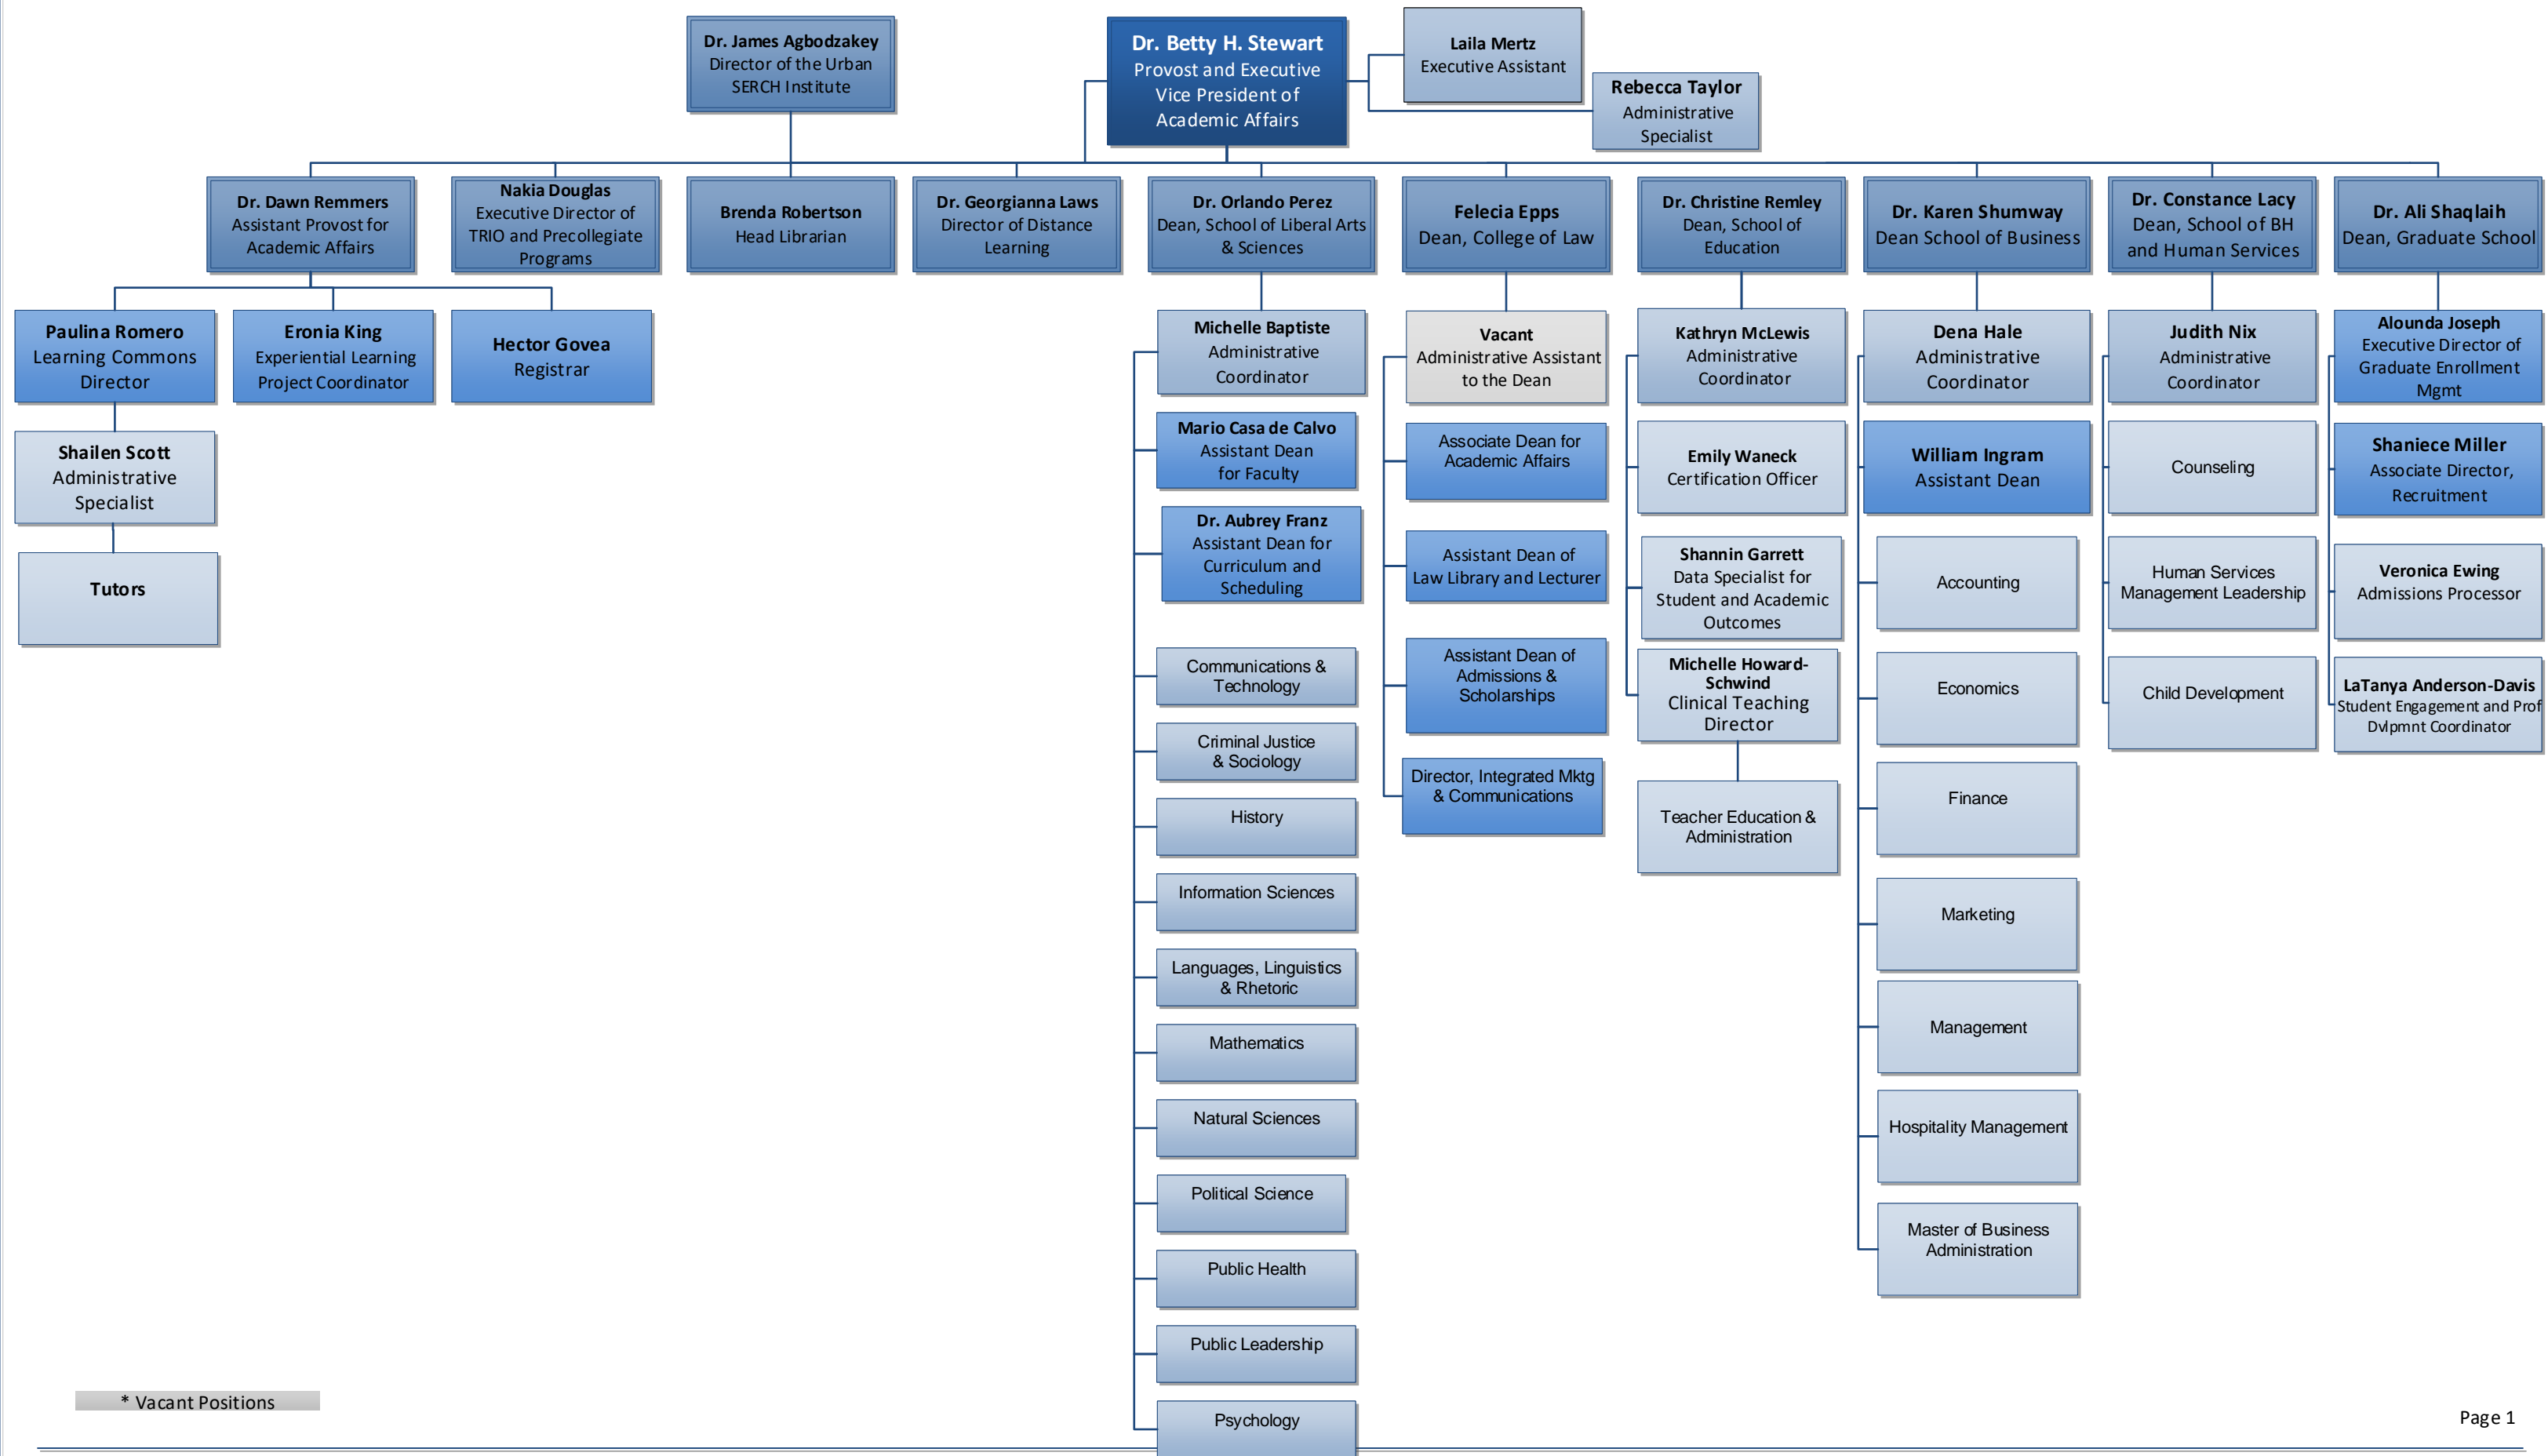 Dr. James Agbodzakey
Director of the Urban
SERCH Institute
Dr. Betty H. Stewart
Provost and Executive
Vice President of
Academic Affairs
Laila Mertz
Executive Assistant
Rebecca Taylor
Administrative
Specialist
Dr. Dawn Remmers
Assistant Provost for
Academic Affairs
Nakia Douglas
Executive Director of
TRIO and Precollegiate
Programs
Brenda Robertson
Head Librarian
Dr. Georgianna Laws
Director of Distance
Learning
Dr. Orlando Perez
Dean, School of Liberal Arts
& Sciences
Felecia Epps
Dean, College of Law
Dr. Christine Remley
Dean, School of
Education
Dr. Karen Shumway
Dean School of Business
Dr. Constance Lacy
Dean, School of BH
and Human Services
Dr. Ali Shaqlaih
Dean, Graduate School
Paulina Romero
Learning Commons
Director
Eronia King
Experiential Learning
Project Coordinator
Hector Govea
Registrar
Shailen Scott
Administrative
Specialist
Tutors
Michelle Baptiste
Administrative
Coordinator
Mario Casa de Calvo
Assistant Dean
for Faculty
Dr. Aubrey Franz
Assistant Dean for
Curriculum and
Scheduling
Communications &
Technology
Criminal Justice
& Sociology
History
Information Sciences
Languages, Linguistics
& Rhetoric
Mathematics
Natural Sciences
Political Science
Public Health
Public Leadership
Psychology
Vacant
Administrative Assistant
to the Dean
Associate Dean for
Academic Affairs
Assistant Dean of
Law Library and Lecturer
Assistant Dean of
Admissions &
Scholarships
Director, Integrated Mktg
& Communications
Kathryn McLewis
Administrative
Coordinator
Emily Waneck
Certification Officer
Shannin Garrett
Data Specialist for
Student and Academic
Outcomes
Michelle Howard-
Schwind
Clinical Teaching
Director
Teacher Education &
Administration
Dena Hale
Administrative
Coordinator
William Ingram
Assistant Dean
Accounting
Economics
Finance
Marketing
Management
Hospitality Management
Master of Business
Administration
Judith Nix
Administrative
Coordinator
Counseling
Human Services
Management Leadership
Child Development
Alounda Joseph
Executive Director of
Graduate Enrollment
Mgmt
Shaniece Miller
Associate Director,
Recruitment
Veronica Ewing
Admissions Processor
LaTanya Anderson-Davis
Student Engagement and Prof
Dvlpmnt Coordinator
* Vacant Positions
Page 1